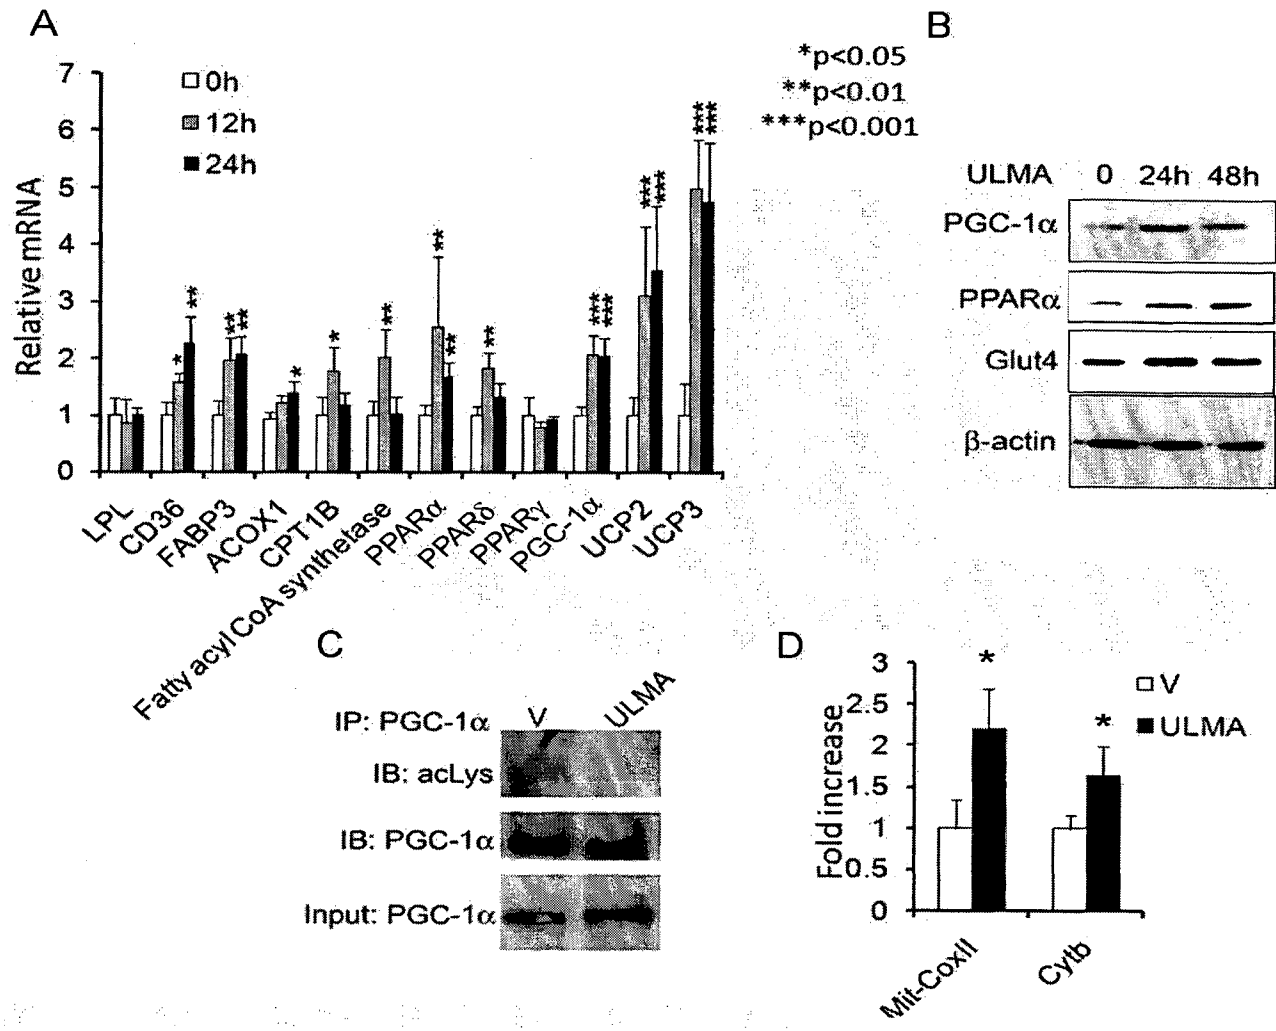 A
*p<0.05
**p<0.01
***p<0.001
0h
12h
24h
Relative mRNA
7
6
5
4
3
2
1
0
*
**
**
**
*
*
**
**
**
**
***
***
***
***
***
***
LPL
CD36
FABP3
ACOX1
CPT1B
Fatty acyl CoA synthetase
PPARα
PPARδ
PPARγ
PGC-1α
UCP2
UCP3
B
ULMA 0 24h 48h
PGC-1α
PPARα
Glut4
β-actin
C
V ULMA
IP: PGC-1α
IB: acLys
IB: PGC-1α
Input: PGC-1α
D
V
ULMA
Fold increase
3
2.5
2
1.5
1
0.5
0
*
*
Mit-CoxII
Cytb